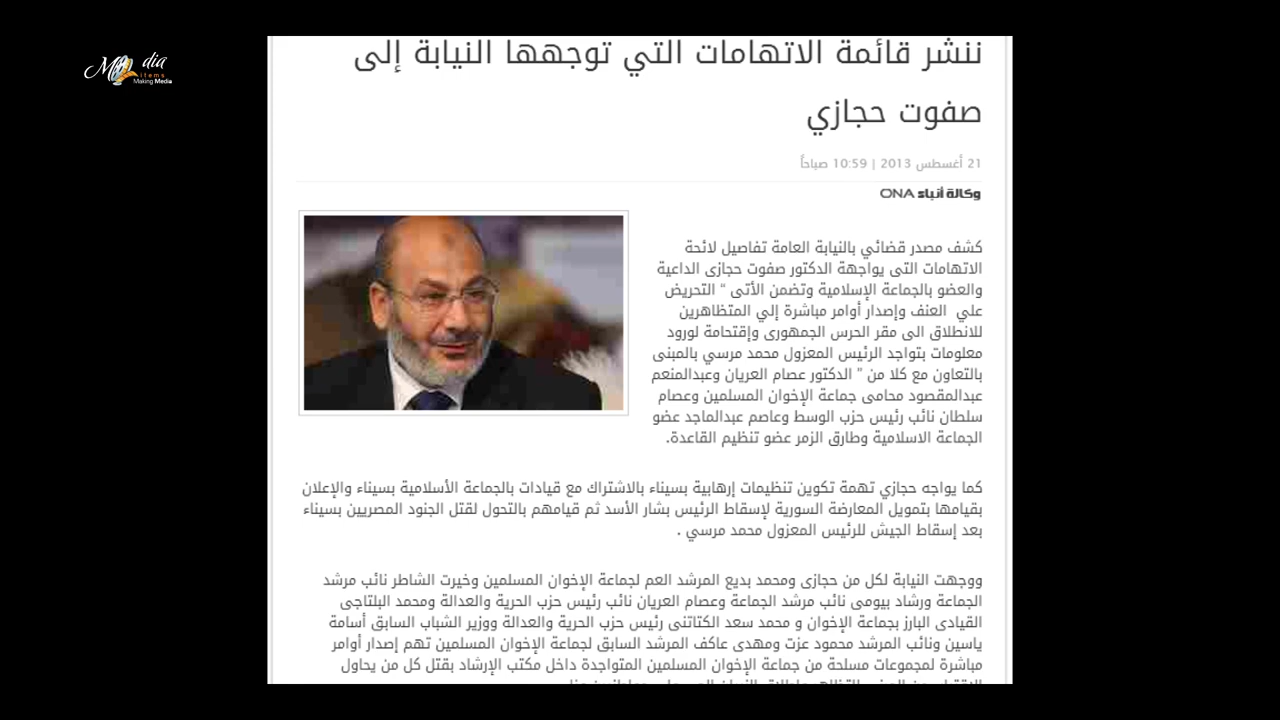 Media
items
Making Media
ننشر قائمة الاتهامات التي توجهها النيابة إلى
صفوت حجازي
21 أغسطس 2013 | 10:59 صباحاً
وكالة أنباء ONA
كشف مصدر قضائي بالنيابة العامة تفاصيل لائحة
الاتهامات التى يواجهة الدكتور صفوت حجازى الداعية
والعضو بالجماعة الإسلامية وتضمن الأتى “ التحريض
علي العنف وإصدار أوامر مباشرة إلي المتظاهرين
للانطلاق الى مقر الحرس الجمهورى وإقتحامة لورود
معلومات بتواجد الرئيس المعزول محمد مرسي بالمبنى
بالتعاون مع كلا من ” الدكتور عصام العريان وعبدالمنعم
عبدالمقصود محامى جماعة الإخوان المسلمين وعصام
سلطان نائب رئيس حزب الوسط وعاصم عبدالماجد عضو
الجماعة الاسلامية وطارق الزمر عضو تنظيم القاعدة.
كما يواجه حجازي تهمة تكوين تنظيمات إرهابية بسيناء بالاشتراك مع قيادات بالجماعة الأسلامية بسيناء والإعلان
بقيامها بتمويل المعارضة السورية لإسقاط الرئيس بشار الأسد ثم قيامهم بالتحول لقتل الجنود المصريين بسيناء
بعد إسقاط الجيش للرئيس المعزول محمد مرسي .
ووجهت النيابة لكل من حجازى ومحمد بديع المرشد العم لجماعة الإخوان المسلمين وخيرت الشاطر نائب مرشد
الجماعة ورشاد بيومى نائب مرشد الجماعة وعصام العريان نائب رئيس حزب الحرية والعدالة ومحمد البلتاجى
القيادى البارز بجماعة الإخوان و محمد سعد الكتاتنى رئيس حزب الحرية والعدالة ووزير الشباب السابق أسامة
ياسين ونائب المرشد محمود عزت ومهدى عاكف المرشد السابق لجماعة الإخوان المسلمين تهم إصدار أوامر
مباشرة لمجموعات مسلحة من جماعة الإخوان المسلمين المتواجدة داخل مكتب الإرشاد بقتل كل من يحاول